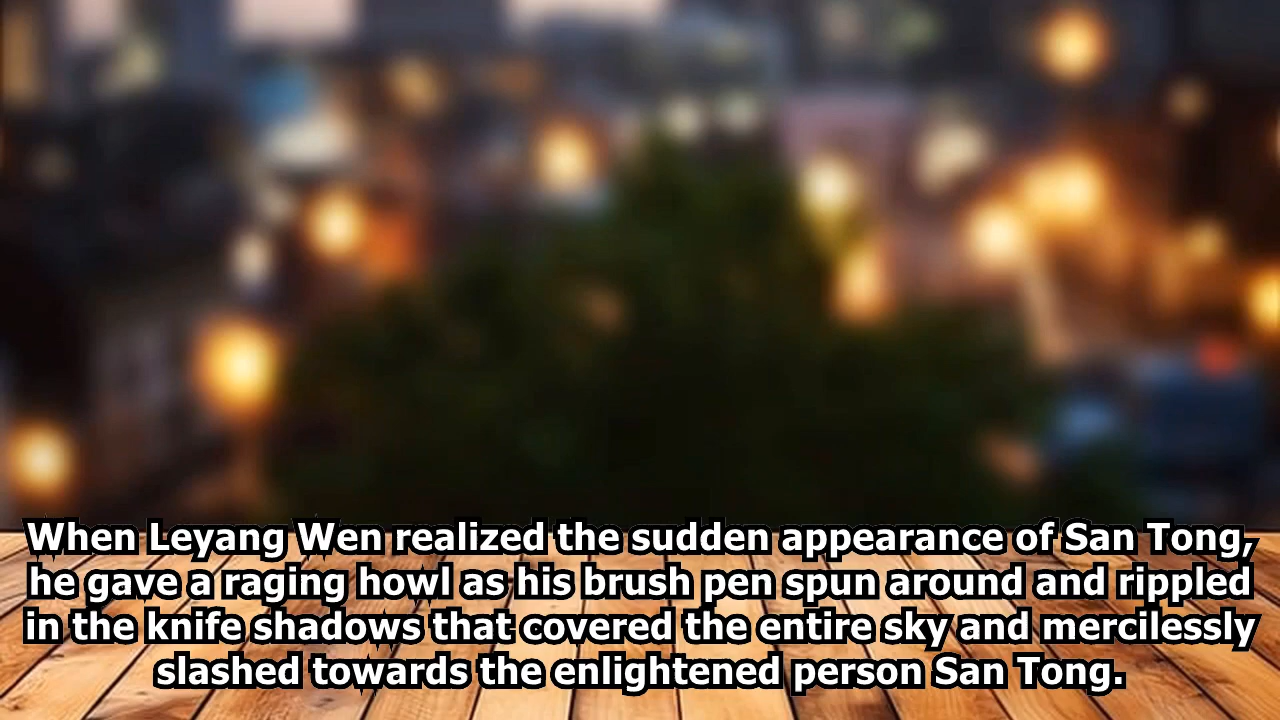 When Leyang Wen realized the sudden appearance of San Tong,
he gave a raging howl as his brush pen spun around and rippled
in the knife shadows that covered the entire sky and mercilessly
slashed towards the enlightened person San Tong.